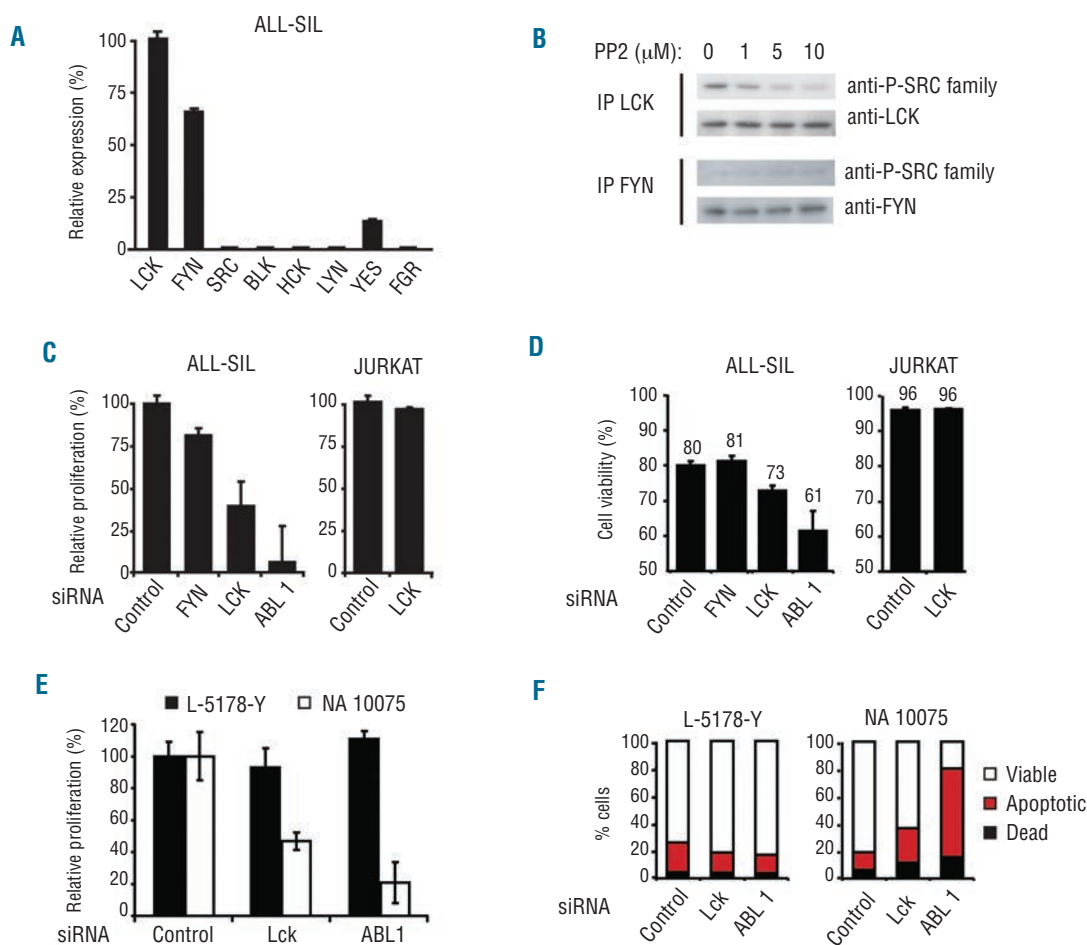 A
ALL-SIL
Relative expression (%)
100
75
50
25
0
LCK
FYN
SRC
BLK
HCK
LYN
YES
FGR
B
PP2 (μM): 0 1 5 10
IP LCK
anti-P-SRC family
anti-LCK
IP FYN
anti-P-SRC family
anti-FYN
C
ALL-SIL
JURKAT
Relative proliferation (%)
100
75
50
25
0
100
75
50
25
0
siRNA
Control
FYN
LCK
ABL 1
Control
LCK
D
ALL-SIL
JURKAT
Cell viability (%)
100
90
80
70
60
50
80
81
73
61
100
90
80
70
60
50
96
96
siRNA
Control
FYN
LCK
ABL 1
Control
LCK
E
L-5178-Y
NA 10075
Relative proliferation (%)
120
100
80
60
40
20
0
siRNA
Control
Lck
ABL1
F
L-5178-Y
NA 10075
% cells
100
80
60
40
20
0
100
80
60
40
20
0
Viable
Apoptotic
Dead
siRNA
Control
Lck
ABL 1
Control
Lck
ABL 1